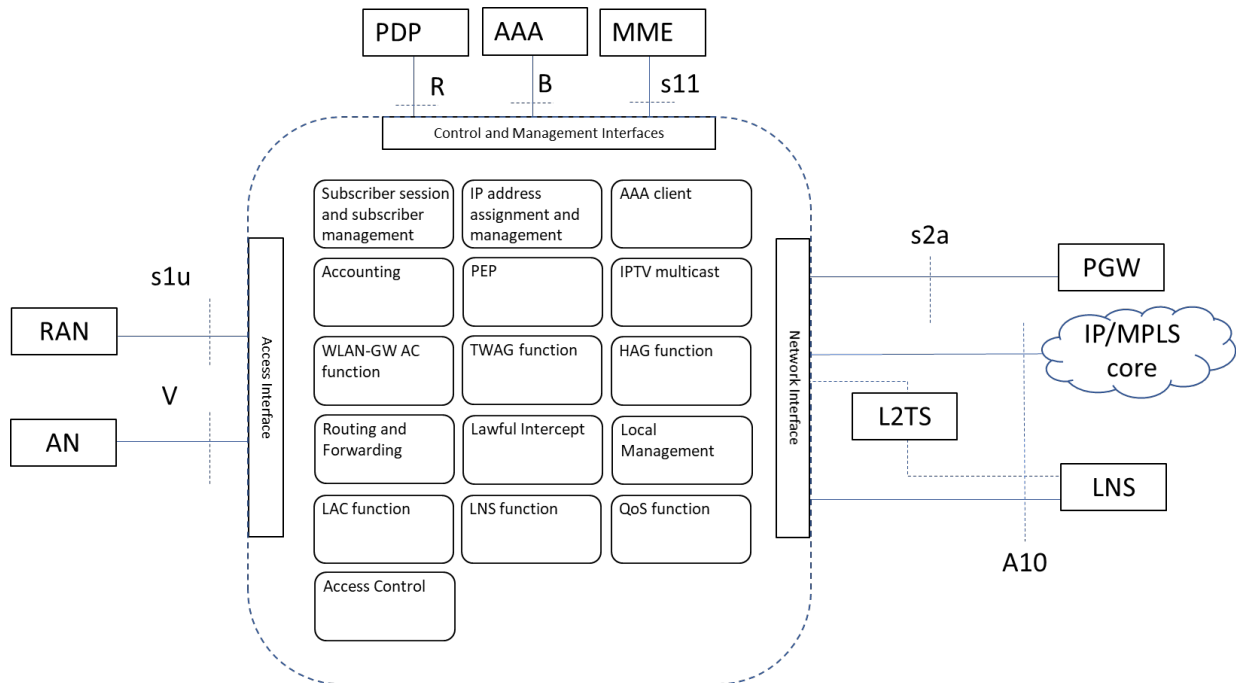 PDP
AAA
MME
R
B
s11
Control and Management Interfaces
Subscriber session
and subscriber
management
IP address
assignment and
management
AAA client
Accounting
PEP
IPTV multicast
WLAN-GW AC
function
TWAG function
HAG function
Routing and
Forwarding
Lawful Intercept
Local
Management
LAC function
LNS function
QoS function
Access Control
Access Interface
Network Interface
s1u
RAN
V
AN
s2a
PGW
IP/MPLS
core
L2TS
LNS
A10